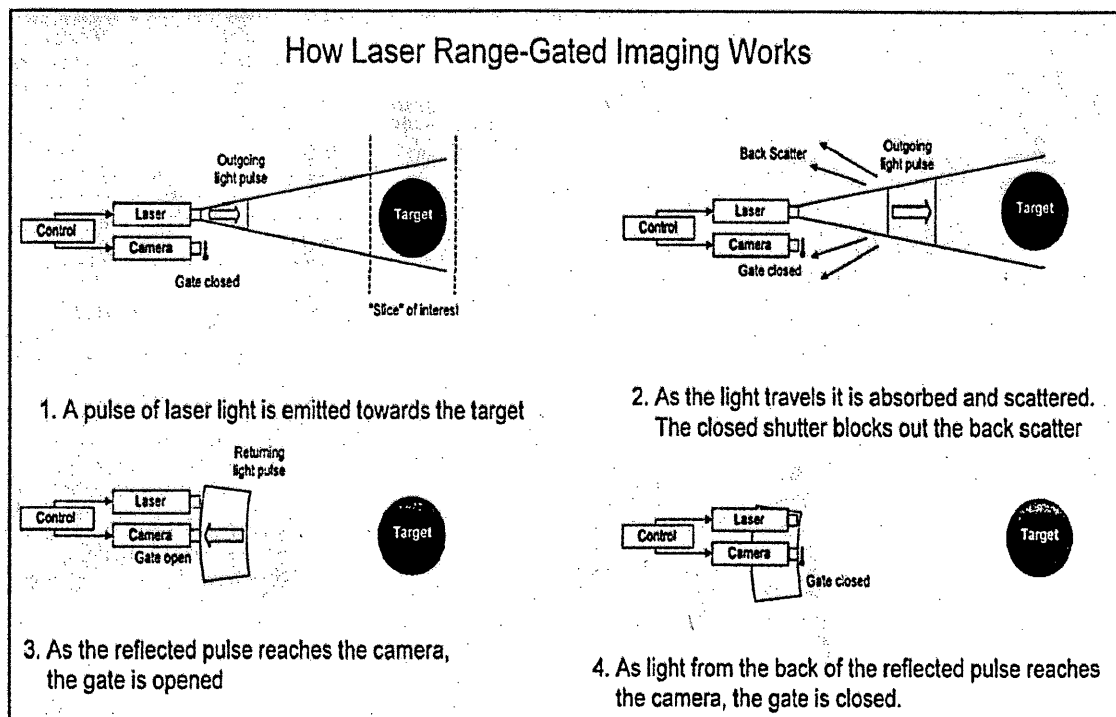 How Laser Range-Gated Imaging Works
Outgoing
light pulse
Laser
Control
Camera
Gate closed
Target
"Slice" of interest
1. A pulse of laser light is emitted towards the target
Back Scatter
Outgoing
light pulse
Laser
Control
Camera
Gate closed
Target
2. As the light travels it is absorbed and scattered.
The closed shutter blocks out the back scatter
Returning
light pulse
Laser
Control
Camera
Gate open
Target
3. As the reflected pulse reaches the camera,
the gate is opened
Laser
Control
Camera
Gate closed
Target
4. As light from the back of the reflected pulse reaches
the camera, the gate is closed.